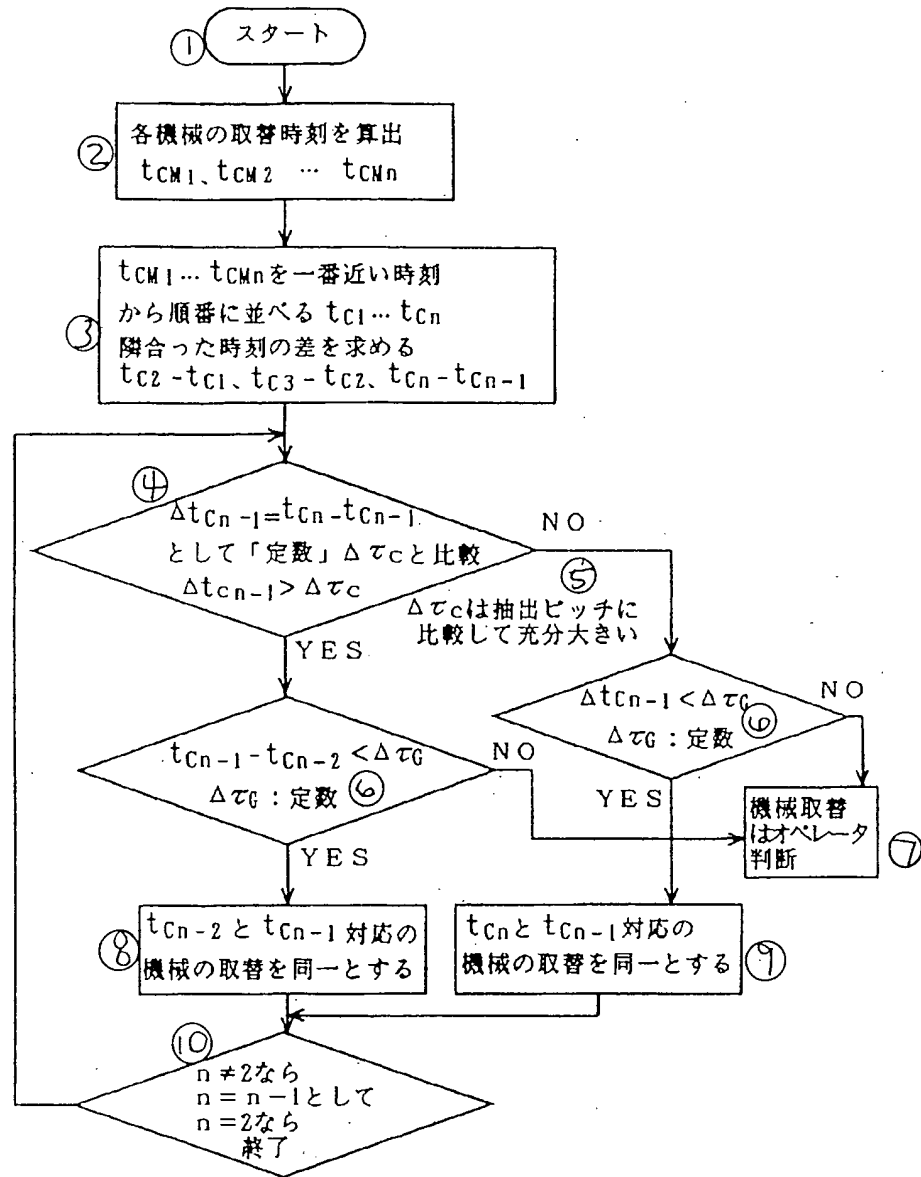 ① スタート
② 各機械の取替時刻を算出
tCM1、tCM2 … tCMn
tCM1…tCMnを一番近い時刻
から順番に並べる tC1…tCn
③ 隣合った時刻の差を求める
tC2-tC1、tC3-tC2、tCn-tCn-1
④
ΔtCn-1=tCn-tCn-1
として「定数」Δτcと比較
Δtcn-1>Δτc
NO
⑤
Δτcは抽出ピッチに
比較して充分大きい
YES
ΔtCn-1<ΔτG
ΔτG:定数 ⑥
NO
YES
tCn-1-tCn-2<ΔτG
ΔτG:定数 ⑥
NO
YES
機械取替
はオペレータ
判断
⑦
⑧ tCn-2とtCn-1対応の
機械の取替を同一とする
tCnとtCn-1対応の
機械の取替を同一とする ⑨
⑩
n≠2なら
n=n-1として
n=2なら
終了